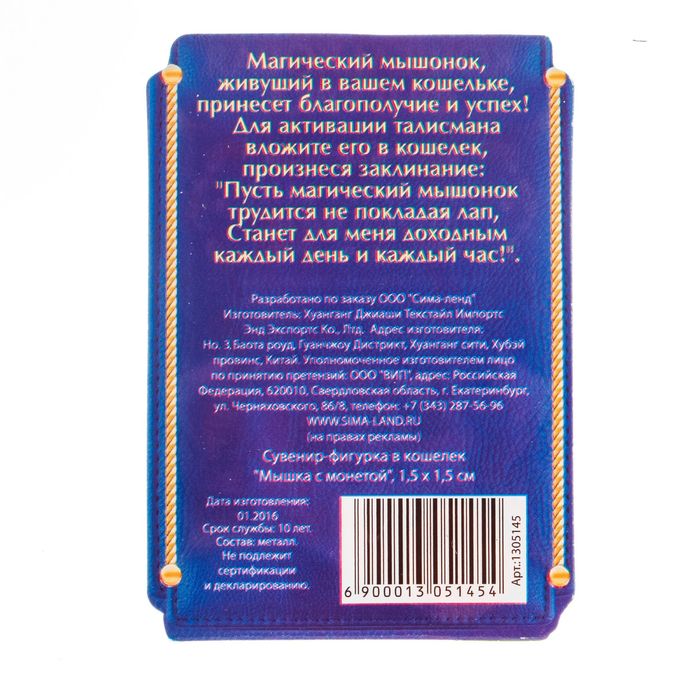 Магический мышонок,
живущий в вашем кошельке,
принесет благополучие и успех!
Для активации талисмана
вложите его в кошелек,
произнеся заклинание:
"Пусть магический мышонок
трудится не покладая лап,
Станет для меня доходным
каждый день и каждый час!".
Разработано по заказу ООО "Сима-ленд"
Изготовитель: Хуанганг Джиаши Текстайл Импортс
Энд Экспортс Ко., Лтд. Адрес изготовителя:
Но. 3,Баота роуд, Гуанчжоу Дистрикт, Хуанганг сити, Хубэй
провинс, Китай. Уполномоченное изготовителем лицо
по принятию претензий: ООО "ВИП", адрес: Российская
Федерация, 620010, Свердловская область, г. Екатеринбург,
ул. Черняховского, 86/8, телефон: +7 (343) 287-56-96
WWW.SIMA-LAND.RU
(на правах рекламы)
Сувенир-фигурка в кошелек
"Мышка с монетой", 1,5 х 1,5 см
Дата изготовления:
01.2016
Срок службы: 10 лет.
Состав: металл.
Не подлежит
сертификации
и декларированию.
6 900013 051454
Арт.:1305145